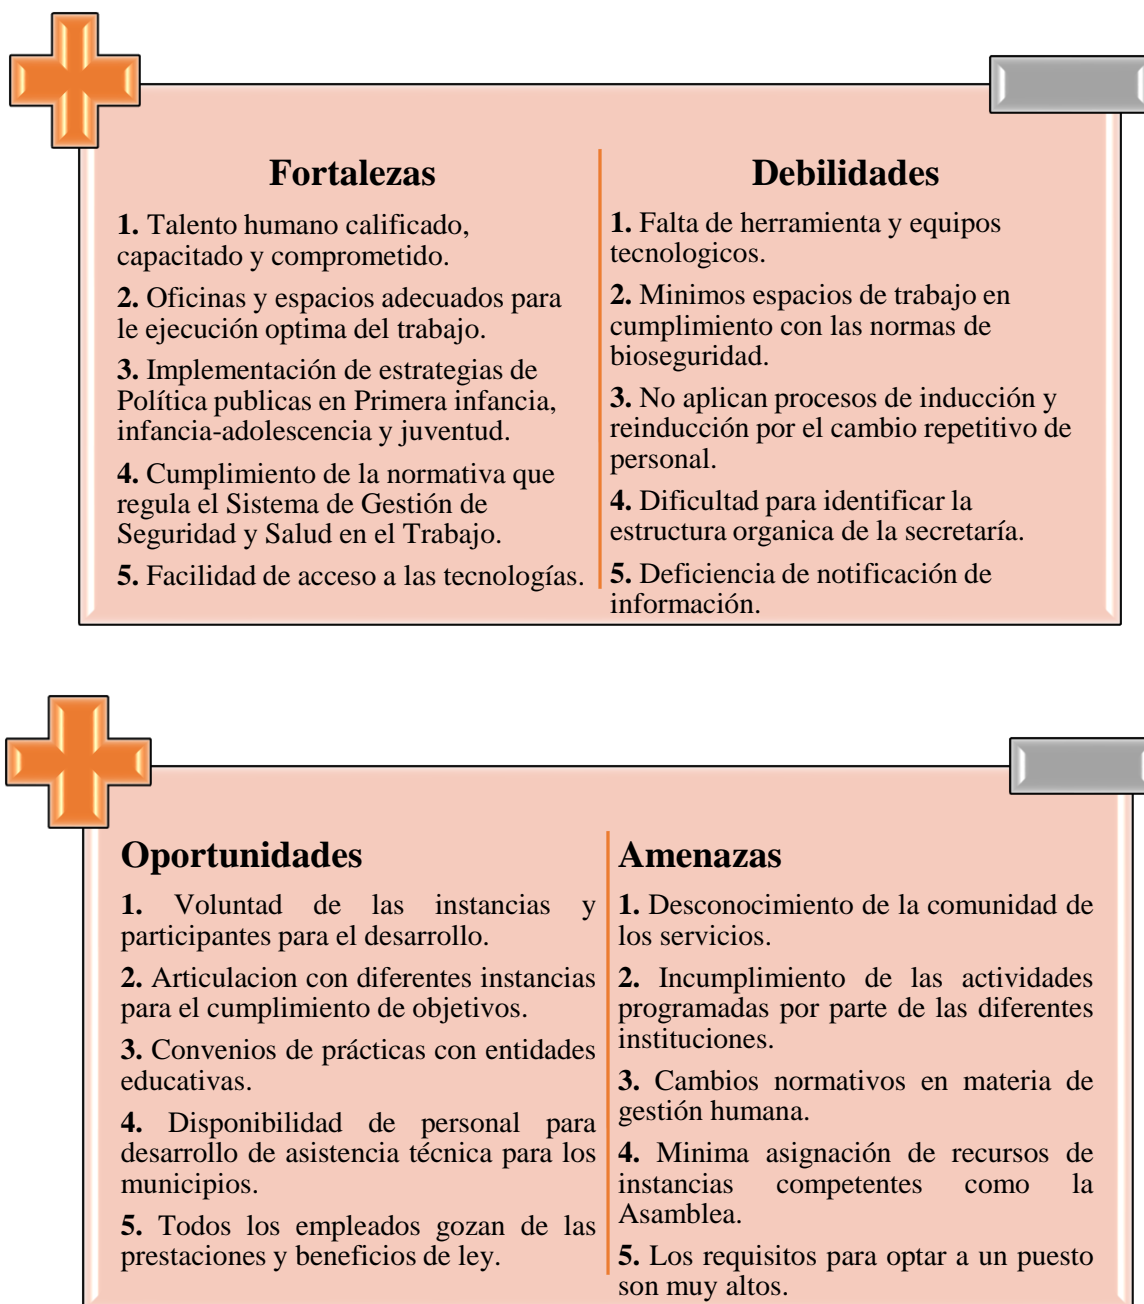 Fortalezas
1. Talento humano calificado,
capacitado y comprometido.
2. Oficinas y espacios adecuados para
le ejecución optima del trabajo.
3. Implementación de estrategias de
Política publicas en Primera infancia,
infancia-adolescencia y juventud.
4. Cumplimiento de la normativa que
regula el Sistema de Gestión de
Seguridad y Salud en el Trabajo.
5. Facilidad de acceso a las tecnologías.
Debilidades
1. Falta de herramienta y equipos
tecnologicos.
2. Minimos espacios de trabajo en
cumplimiento con las normas de
bioseguridad.
3. No aplican procesos de inducción y
reinducción por el cambio repetitivo de
personal.
4. Dificultad para identificar la
estructura organica de la secretaría.
5. Deficiencia de notificación de
información.
Oportunidades
1. Voluntad de las instancias y
participantes para el desarrollo.
2. Articulacion con diferentes instancias
para el cumplimiento de objetivos.
3. Convenios de prácticas con entidades
educativas.
4. Disponibilidad de personal para
desarrollo de asistencia técnica para los
municipios.
5. Todos los empleados gozan de las
prestaciones y beneficios de ley.
Amenazas
1. Desconocimiento de la comunidad de
los servicios.
2. Incumplimiento de las actividades
programadas por parte de las diferentes
instituciones.
3. Cambios normativos en materia de
gestión humana.
4. Minima asignación de recursos de
instancias competentes como la
Asamblea.
5. Los requisitos para optar a un puesto
son muy altos.